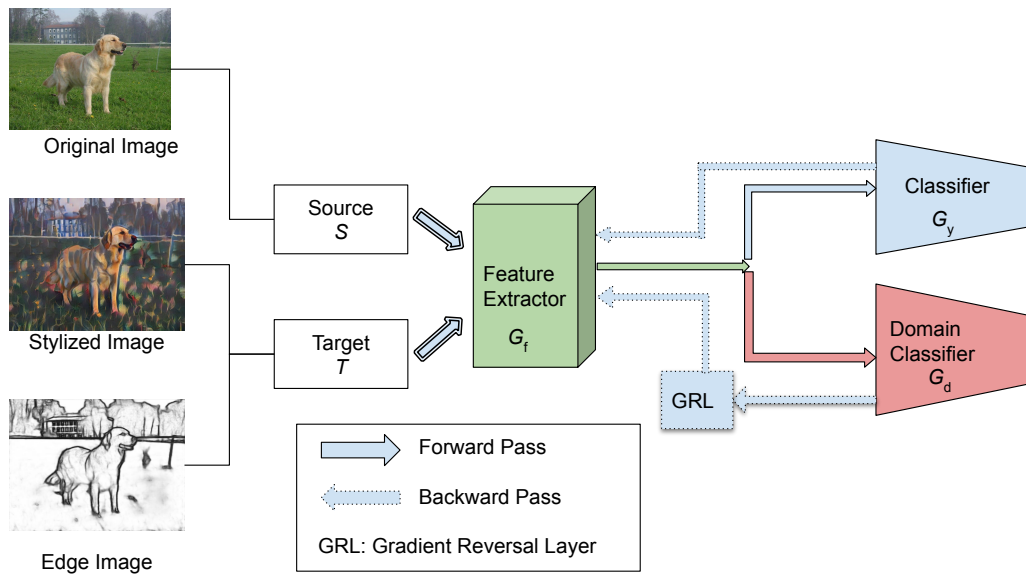 Original Image
Stylized Image
Edge Image
Source
S
Target
T
Feature
Extractor
G_f
Classifier
G_y
Domain
Classifier
G_d
GRL
Forward Pass
Backward Pass
GRL: Gradient Reversal Layer